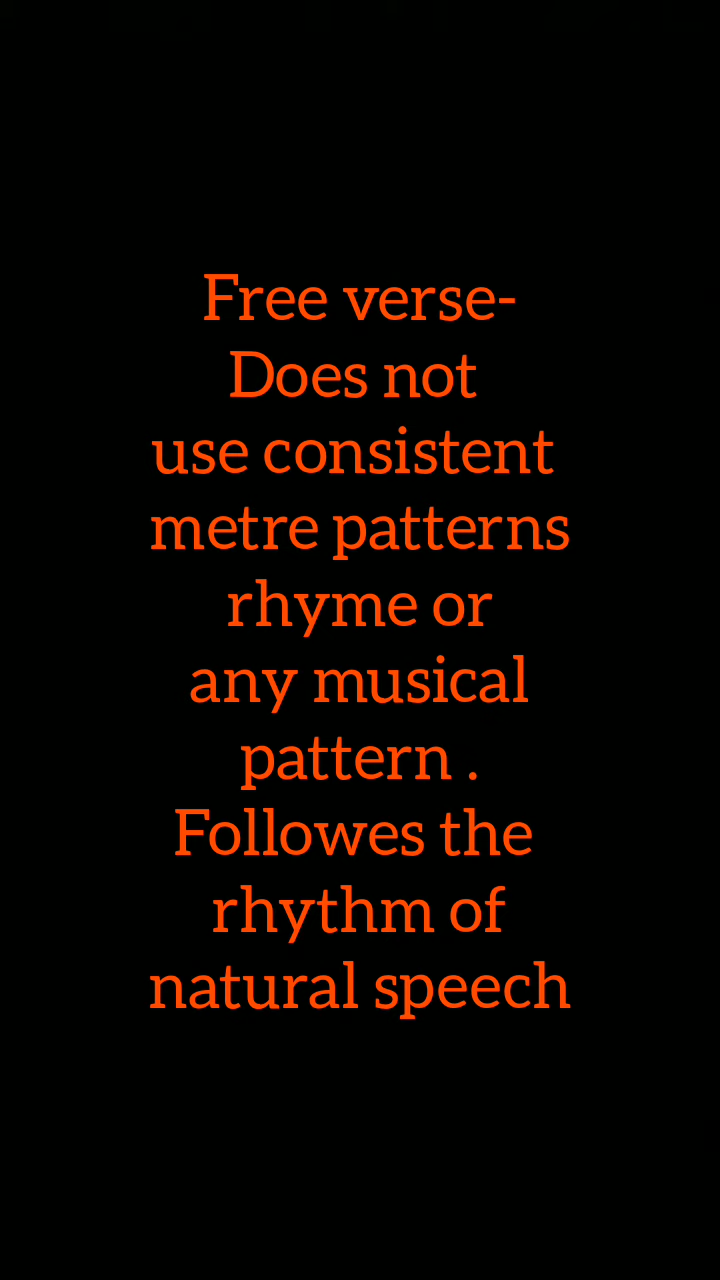 Free verse-
Does not
use consistent
metre patterns
rhyme or
any musical
pattern .
Followes the
rhythm of
natural speech